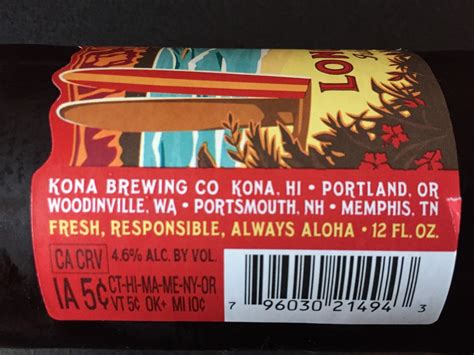 LON
KONA BREWING CO KONA, HI • PORTLAND, OR
WOODINVILLE, WA • PORTSMOUTH, NH • MEMPHIS, TN
FRESH, RESPONSIBLE, ALWAYS ALOHA • 12 FL. OZ.
CA CRV 4.6% ALC. BY VOL.
IA 5¢ CT-HI-MA-ME-NY-OR
VT 5¢ OK+ MI 10¢
7 96030 21494 3